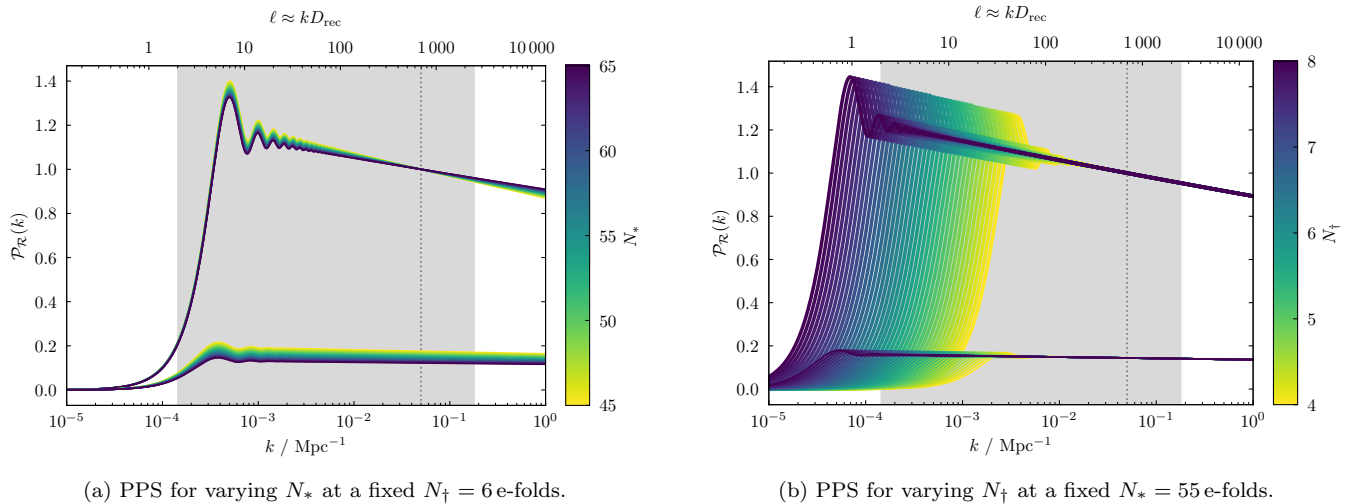 ℓ ≈ kD_rec
1 10 100 1 000 10 000
1.4
1.2
1.0
0.8
0.6
0.4
0.2
0.0
P_R(k)
10^−5 10^−4 10^−3 10^−2 10^−1 10^0
k / Mpc^−1
65
60
55
50
45
N_*
(a) PPS for varying N_* at a fixed N_† = 6 e-folds.
ℓ ≈ kD_rec
1 10 100 1 000 10 000
1.4
1.2
1.0
0.8
0.6
0.4
0.2
0.0
P_R(k)
10^−5 10^−4 10^−3 10^−2 10^−1 10^0
k / Mpc^−1
8
7
6
5
4
N_†
(b) PPS for varying N_† at a fixed N_* = 55 e-folds.